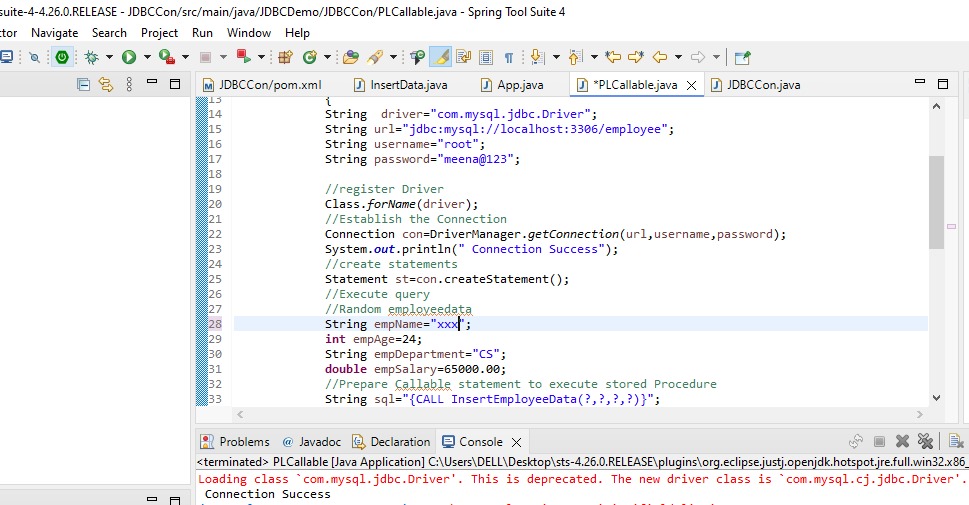 suite-4-4.26.0.RELEASE - JDBCCon/src/main/java/JDBCDemo/JDBCCon/PLCallable.java - Spring Tool Suite 4
ctor Navigate Search Project Run Window Help
JDBCCon/pom.xml InsertData.java App.java *PLCallable.java JDBCCon.java
13 {
14 String driver="com.mysql.jdbc.Driver";
15 String url="jdbc:mysql://localhost:3306/employee";
16 String username="root";
17 String password="meena@123";
18
19 //register Driver
20 Class.forName(driver);
21 //Establish the Connection
22 Connection con=DriverManager.getConnection(url,username,password);
23 System.out.println(" Connection Success");
24 //create statements
25 Statement st=con.createStatement();
26 //Execute query
27 //Random employeedata
28 String empName="xxx";
29 int empAge=24;
30 String empDepartment="CS";
31 double empSalary=65000.00;
32 //Prepare Callable statement to execute stored Procedure
33 String sql="{CALL InsertEmployeeData(?,?,?,?)}";
Problems Javadoc Declaration Console
<terminated> PLCallable [Java Application] C:\Users\DELL\Desktop\sts-4.26.0.RELEASE\plugins\org.eclipse.justj.openjdk.hotspot.jre.full.win32.x86_
Loading class `com.mysql.jdbc.Driver'. This is deprecated. The new driver class is `com.mysql.cj.jdbc.Driver'.
Connection Success